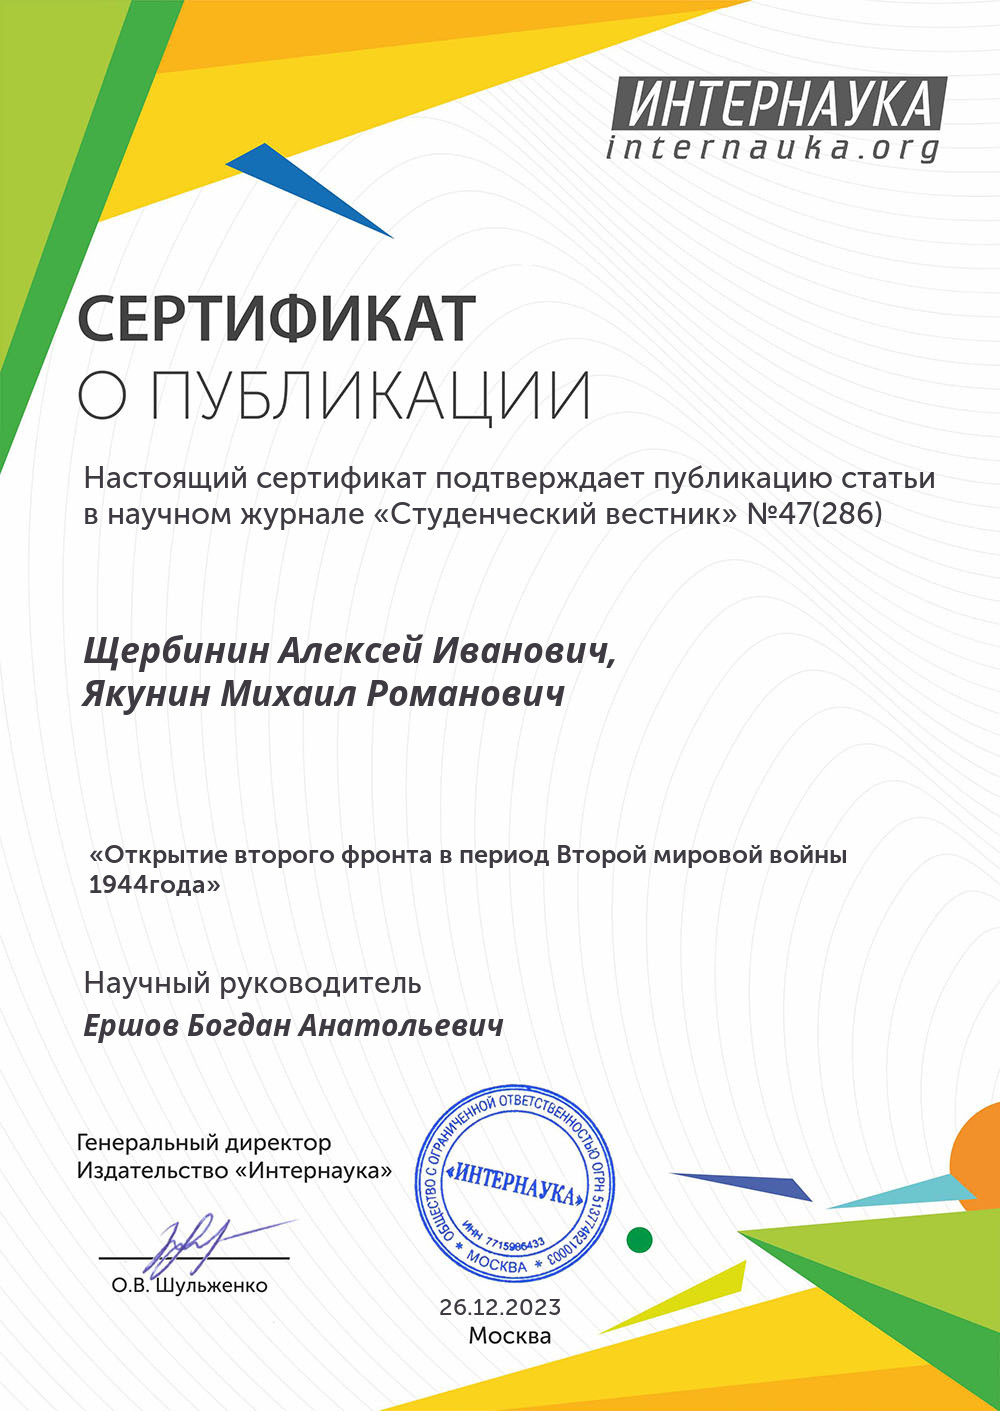 ИНТЕРНАУКА
internauka.org
СЕРТИФИКАТ
О ПУБЛИКАЦИИ
Настоящий сертификат подтверждает публикацию статьи
в научном журнале «Студенческий вестник» №47(286)
Щербинин Алексей Иванович,
Якунин Михаил Романович
«Открытие второго фронта в период Второй мировой войны
1944года»
Научный руководитель
Ершов Богдан Анатольевич
Генеральный директор
Издательство «Интернаука»
О.В. Шульженко
ОБЩЕСТВО С ОГРАНИЧЕННОЙ ОТВЕТСТВЕННОСТЬЮ ОГРН 5137746210003
«ИНТЕРНАУКА»
ИНН 7715986433
* МОСКВА *
26.12.2023
Москва